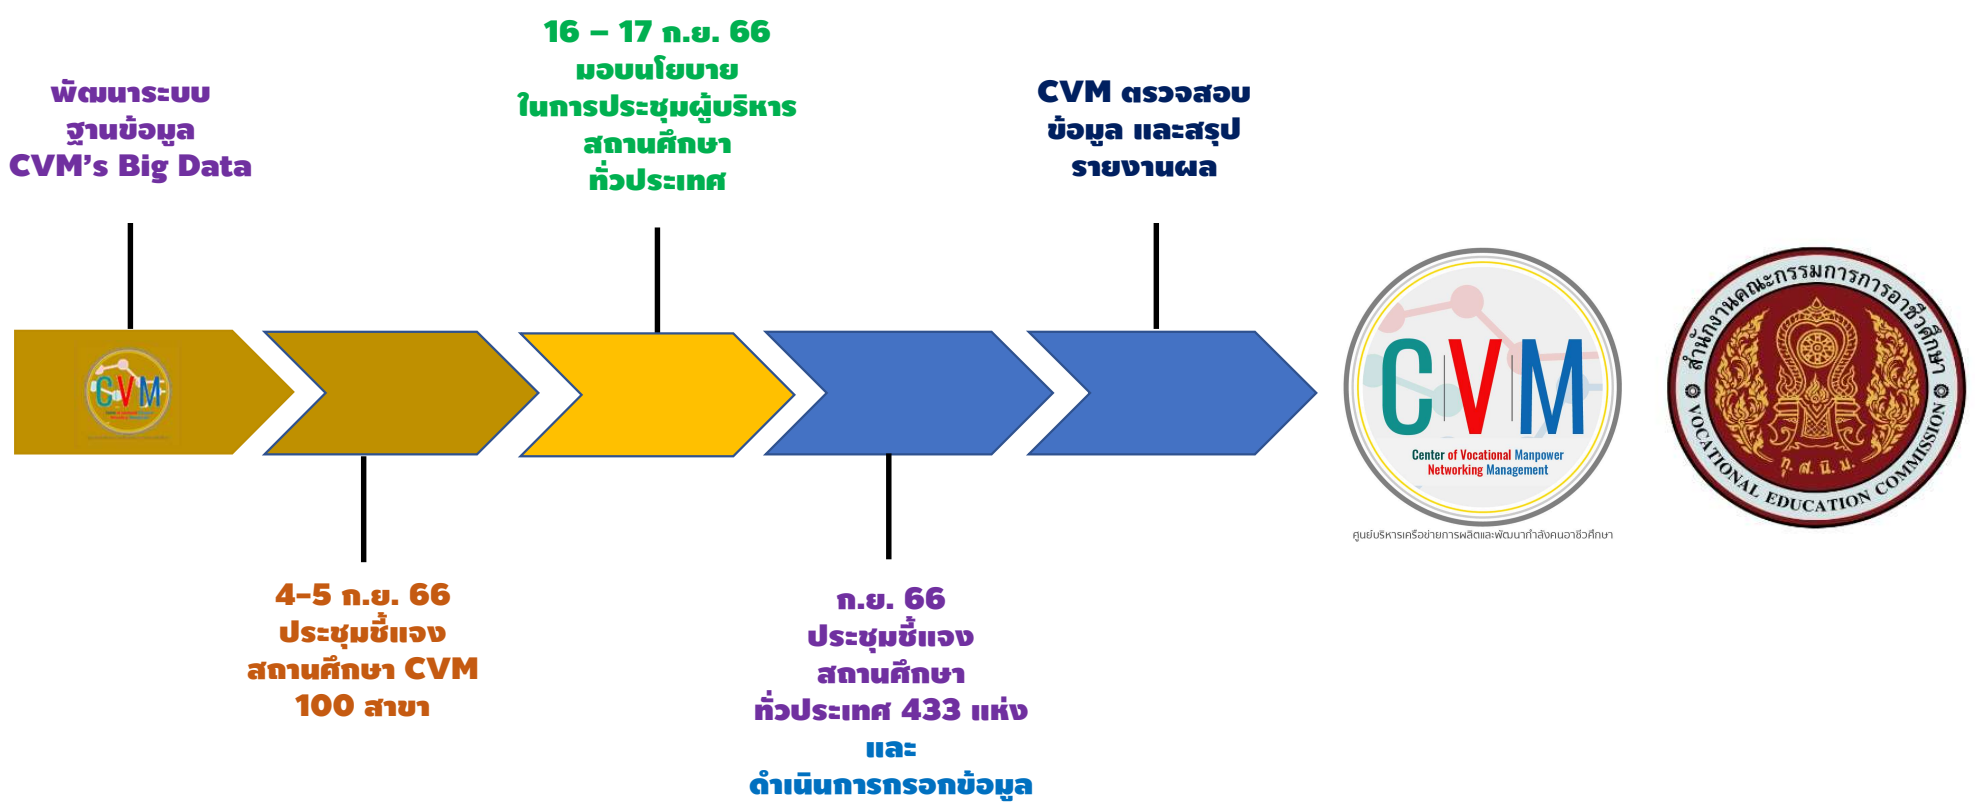 พัฒนาระบบ
ฐานข้อมูล
CVM's Big Data
16 – 17 ก.ย. 66
มอบนโยบาย
ในการประชุมผู้บริหาร
สถานศึกษา
ทั่วประเทศ
CVM ตรวจสอบ
ข้อมูล และสรุป
รายงานผล
CVM
4-5 ก.ย. 66
ประชุมชี้แจง
สถานศึกษา CVM
100 สาขา
ก.ย. 66
ประชุมชี้แจง
สถานศึกษา
ทั่วประเทศ 433 แห่ง
และ
ดำเนินการกรอกข้อมูล
CVM
Center of Vocational Manpower
Networking Management
ศูนย์บริหารเครือข่ายการผลิตและพัฒนากำลังคนอาชีวศึกษา
สำนักงานคณะกรรมการการอาชีวศึกษา
ทุ. ส. นิ. ม.
VOCATIONAL EDUCATION COMMISSION